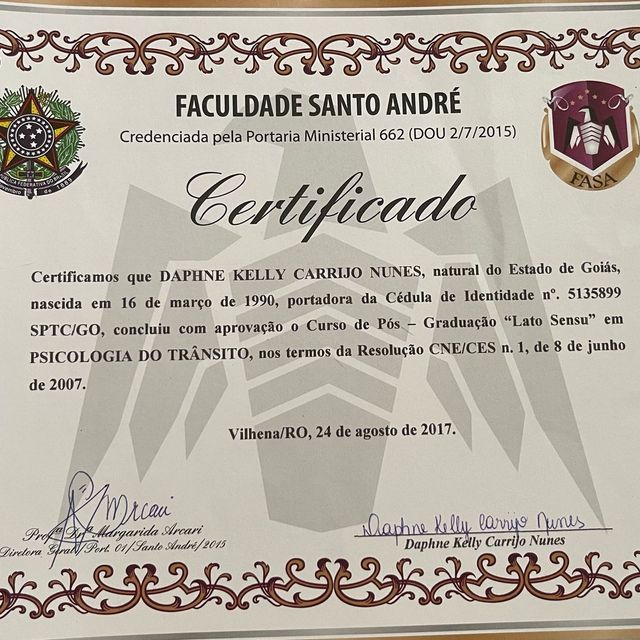 FACULDADE SANTO ANDRÉ
Credenciada pela Portaria Ministerial 662 (DOU 2/7/2015)
FASA
Certificado
Certificamos que DAPHNE KELLY CARRIJO NUNES, natural do Estado de Goiás,
nascida em 16 de março de 1990, portadora da Cédula de Identidade nº. 5135899
SPTC/GO, concluiu com aprovação o Curso de Pós – Graduação “Lato Sensu” em
PSICOLOGIA DO TRÂNSITO, nos termos da Resolução CNE/CES n. 1, de 8 de junho
de 2007.
Vilhena/RO, 24 de agosto de 2017.
Marcari
Profª Drª Margarida Arcari
Diretora Geral Port. 01/Santo André/2015
Daphne Kelly Carrijo Nunes
Daphne Kelly Carrijo Nunes